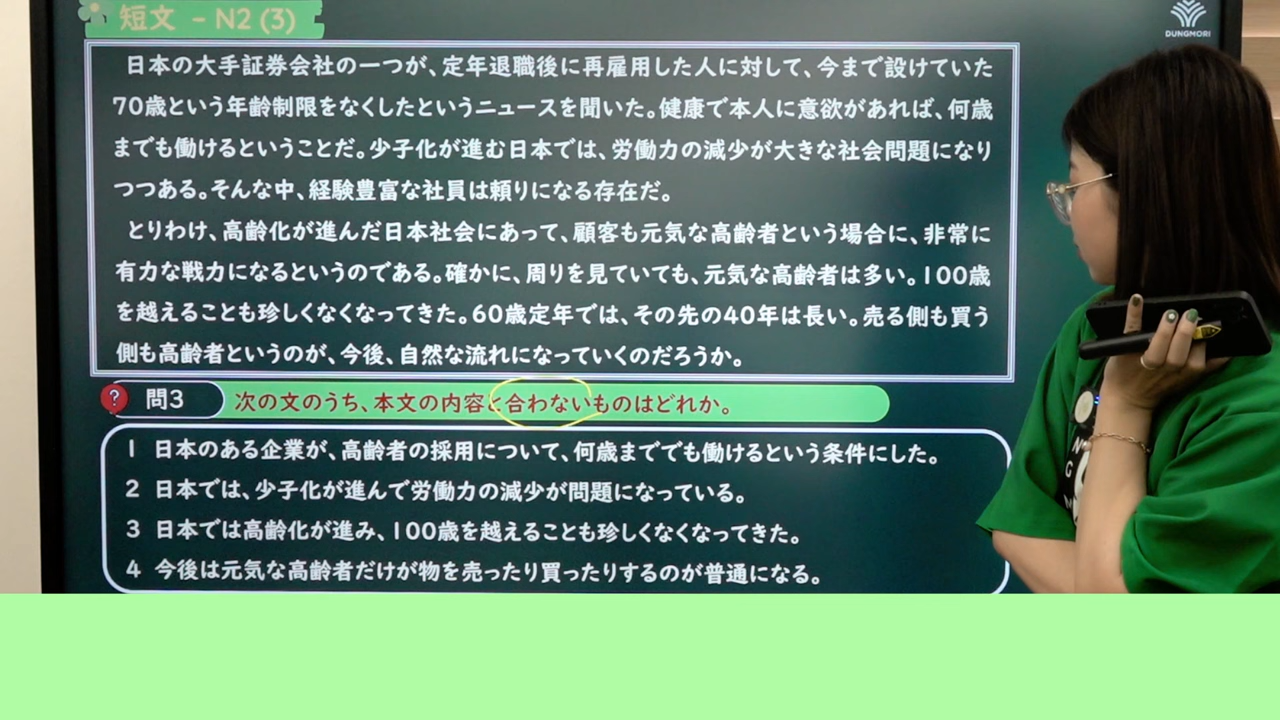 短文 - N2 (3)
DUNGMORI
日本の大手証券会社の一つが、定年退職後に再雇用した人に対して、今まで設けていた
70歳という年齢制限をなくしたというニュースを聞いた。健康で本人に意欲があれば、何歳
までも働けるということだ。少子化が進む日本では、労働力の減少が大きな社会問題になり
つつある。そんな中、経験豊富な社員は頼りになる存在だ。
とりわけ、高齢化が進んだ日本社会にあって、顧客も元気な高齢者という場合に、非常に
有力な戦力になるというのである。確かに、周りを見ていても、元気な高齢者は多い。100歳
を越えることも珍しくなくなってきた。60歳定年では、その先の40年は長い。売る側も買う
側も高齢者というのが、今後、自然な流れになっていくのだろうか。
? 問3 次の文のうち、本文の内容と合わないものはどれか。
1 日本のある企業が、高齢者の採用について、何歳まででも働けるという条件にした。
2 日本では、少子化が進んで労働力の減少が問題になっている。
3 日本では高齢化が進み、100歳を越えることも珍しくなくなってきた。
4 今後は元気な高齢者だけが物を売ったり買ったりするのが普通になる。